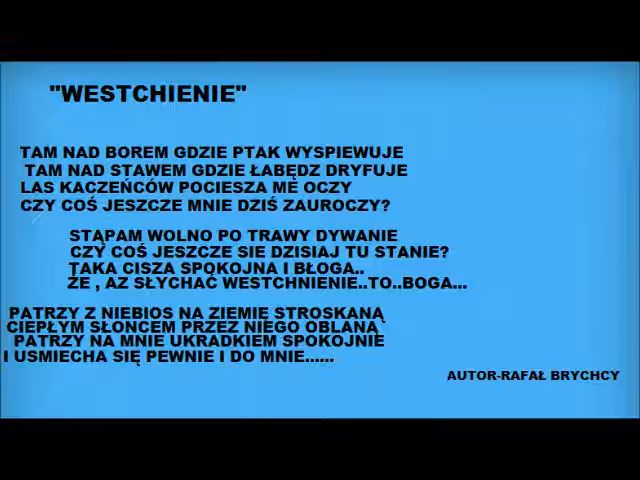 "WESTCHIENIE"
TAM NAD BOREM GDZIE PTAK WYSPIEWUJE
TAM NAD STAWEM GDZIE ŁABĘDZ DRYFUJE
LAS KACZEŃCÓW POCIESZA MĘ OCZY
CZY COŚ JESZCZE MNIE DZIŚ ZAUROCZY?
STĄPAM WOLNO PO TRAWY DYWANIE
CZY COŚ JESZCZE SIE DZISIAJ TU STANIE?
TAKA CISZA SPOKOJNA I BŁOGA..
ŻE , AZ SŁYCHAĆ WESTCHNIENIE..TO..BOGA...
PATRZY Z NIEBIOS NA ZIEMIĘ STROSKANĄ
CIEPŁYM SŁOŃCEM PRZEZ NIEGO OBLANĄ
PATRZY NA MNIE UKRADKIEM SPOKOJNIE
I USMIECHA SIĘ PEWNIE I DO MNIE......
AUTOR-RAFAŁ BRYCHCY